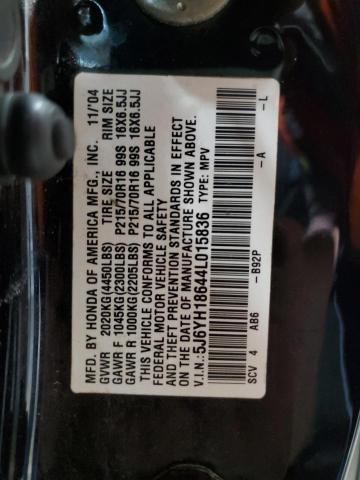 MFD. BY HONDA OF AMERICA MFG., INC. 11/'04
GVWR 2020KG(4450LBS) TIRE SIZE RIM SIZE
GAWR F 1045KG(2300LBS) P215/70R16 99S 16X6.5JJ
GAWR R 1000KG(2205LBS) P215/70R16 99S 16X6.5JJ
THIS VEHICLE CONFORMS TO ALL APPLICABLE
FEDERAL MOTOR VEHICLE SAFETY
AND THEFT PREVENTION STANDARDS IN EFFECT
ON THE DATE OF MANUFACTURE SHOWN ABOVE.
V.I.N.: 5J6YH18644L015836 TYPE: MPV
SCV 4 AB6 -B92P -A -L